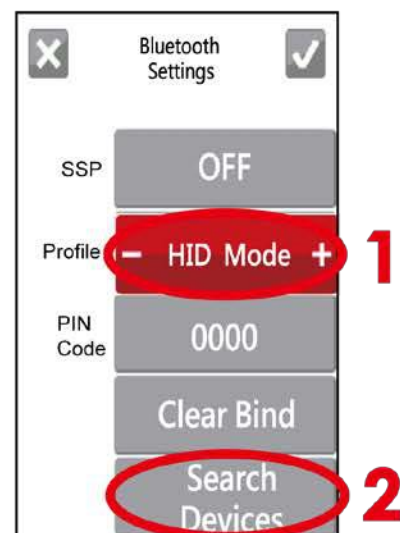 Bluetooth
Settings
SSP OFF
Profile − HID Mode + 1
PIN
Code 0000
Clear Bind
Search
Devices 2